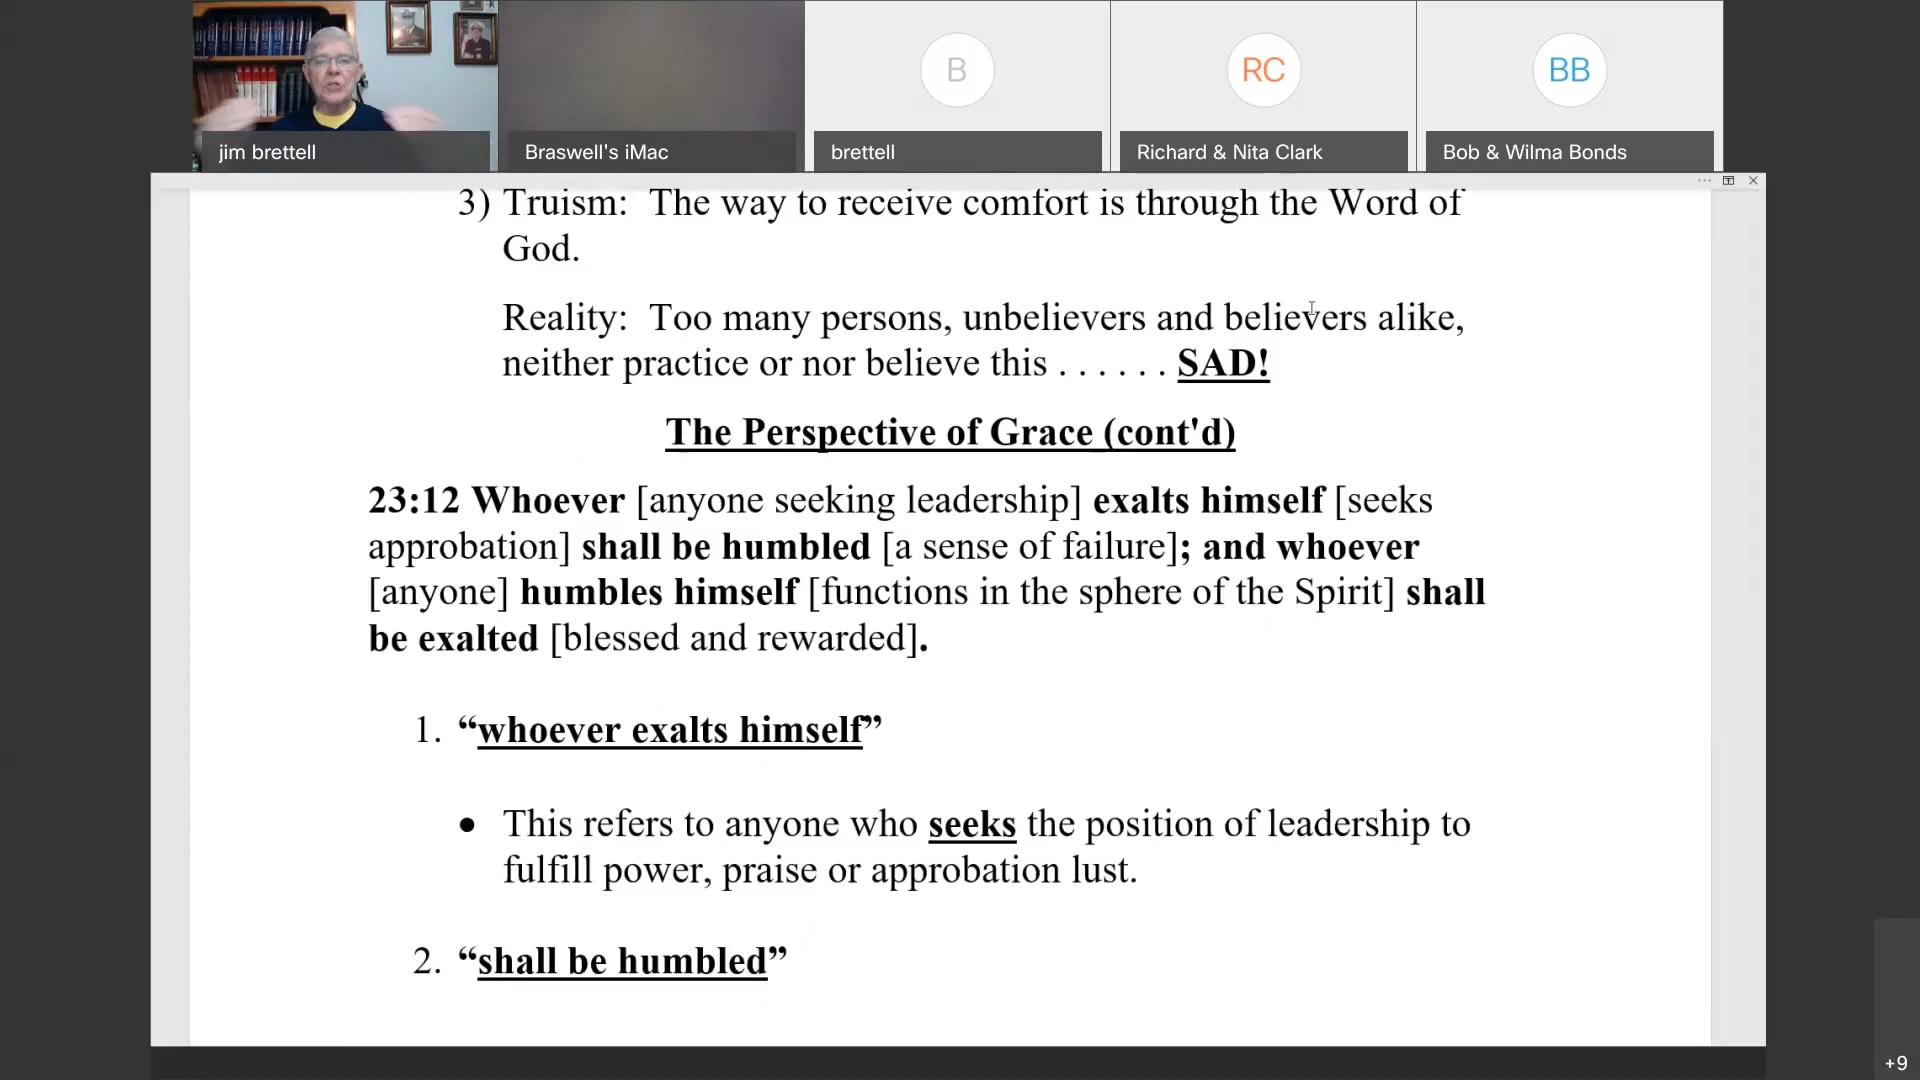 jim brettell
Braswell's iMac
B
brettell
RC
Richard & Nita Clark
BB
Bob & Wilma Bonds
3) Truism: The way to receive comfort is through the Word of
God.
Reality: Too many persons, unbelievers and believers alike,
neither practice or nor believe this . . . . . . SAD!
The Perspective of Grace (cont'd)
23:12 Whoever [anyone seeking leadership] exalts himself [seeks
approbation] shall be humbled [a sense of failure]; and whoever
[anyone] humbles himself [functions in the sphere of the Spirit] shall
be exalted [blessed and rewarded].
1. “whoever exalts himself”
• This refers to anyone who seeks the position of leadership to
fulfill power, praise or approbation lust.
2. “shall be humbled”
+9